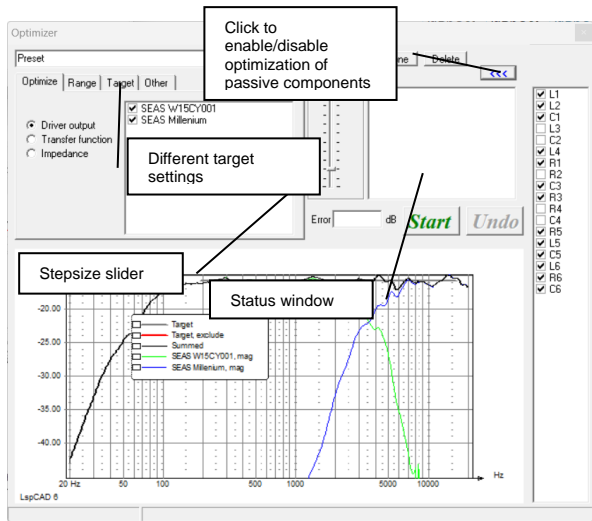 Optimizer
Click to
enable/disable
optimization of
passive components
Preset
Delete
<<<
Optimize
Range
Target
Other
Driver output
Transfer function
Impedance
SEAS W15CY001
SEAS Millenium
Different target
settings
Error
dB
Start
Undo
L1
L2
C1
L3
C2
L4
R1
R2
C3
R3
R4
C4
R5
L5
C5
L6
R6
C6
Stepsize slider
Status window
-20.00
-25.00
-30.00
-35.00
-40.00
Target
Target, exclude
Summed
SEAS W15CY001, mag
SEAS Millenium, mag
20 Hz
50
100
500
1000
5000
10000
Hz
LspCAD 6